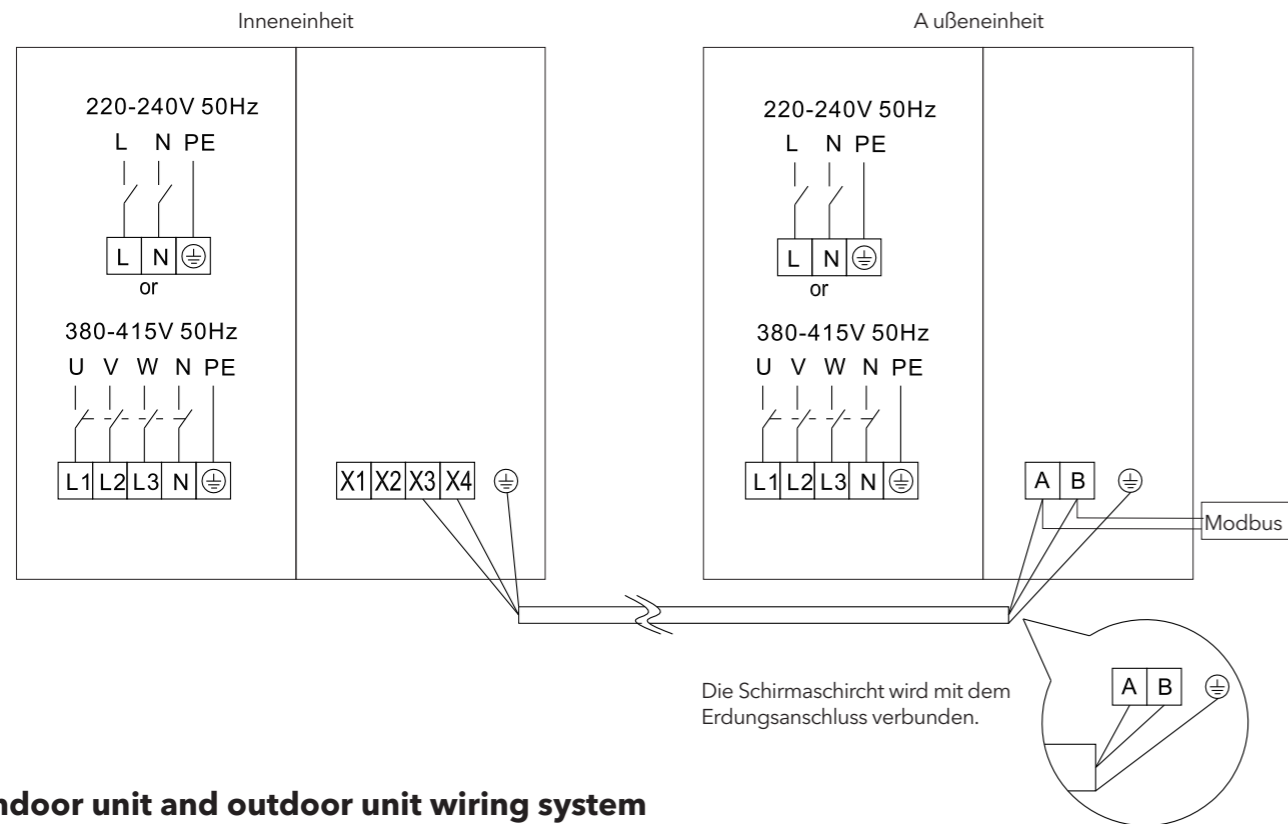 Inneneinheit
220-240V 50Hz
L N PE
L N
or
380-415V 50Hz
U V W N PE
L1 L2 L3 N
X1 X2 X3 X4
A ußeneinheit
220-240V 50Hz
L N PE
L N
or
380-415V 50Hz
U V W N PE
L1 L2 L3 N
A B
Modbus
Die Schirmaschircht wird mit dem
Erdungsanschluss verbunden.
A B
ndoor unit and outdoor unit wiring system